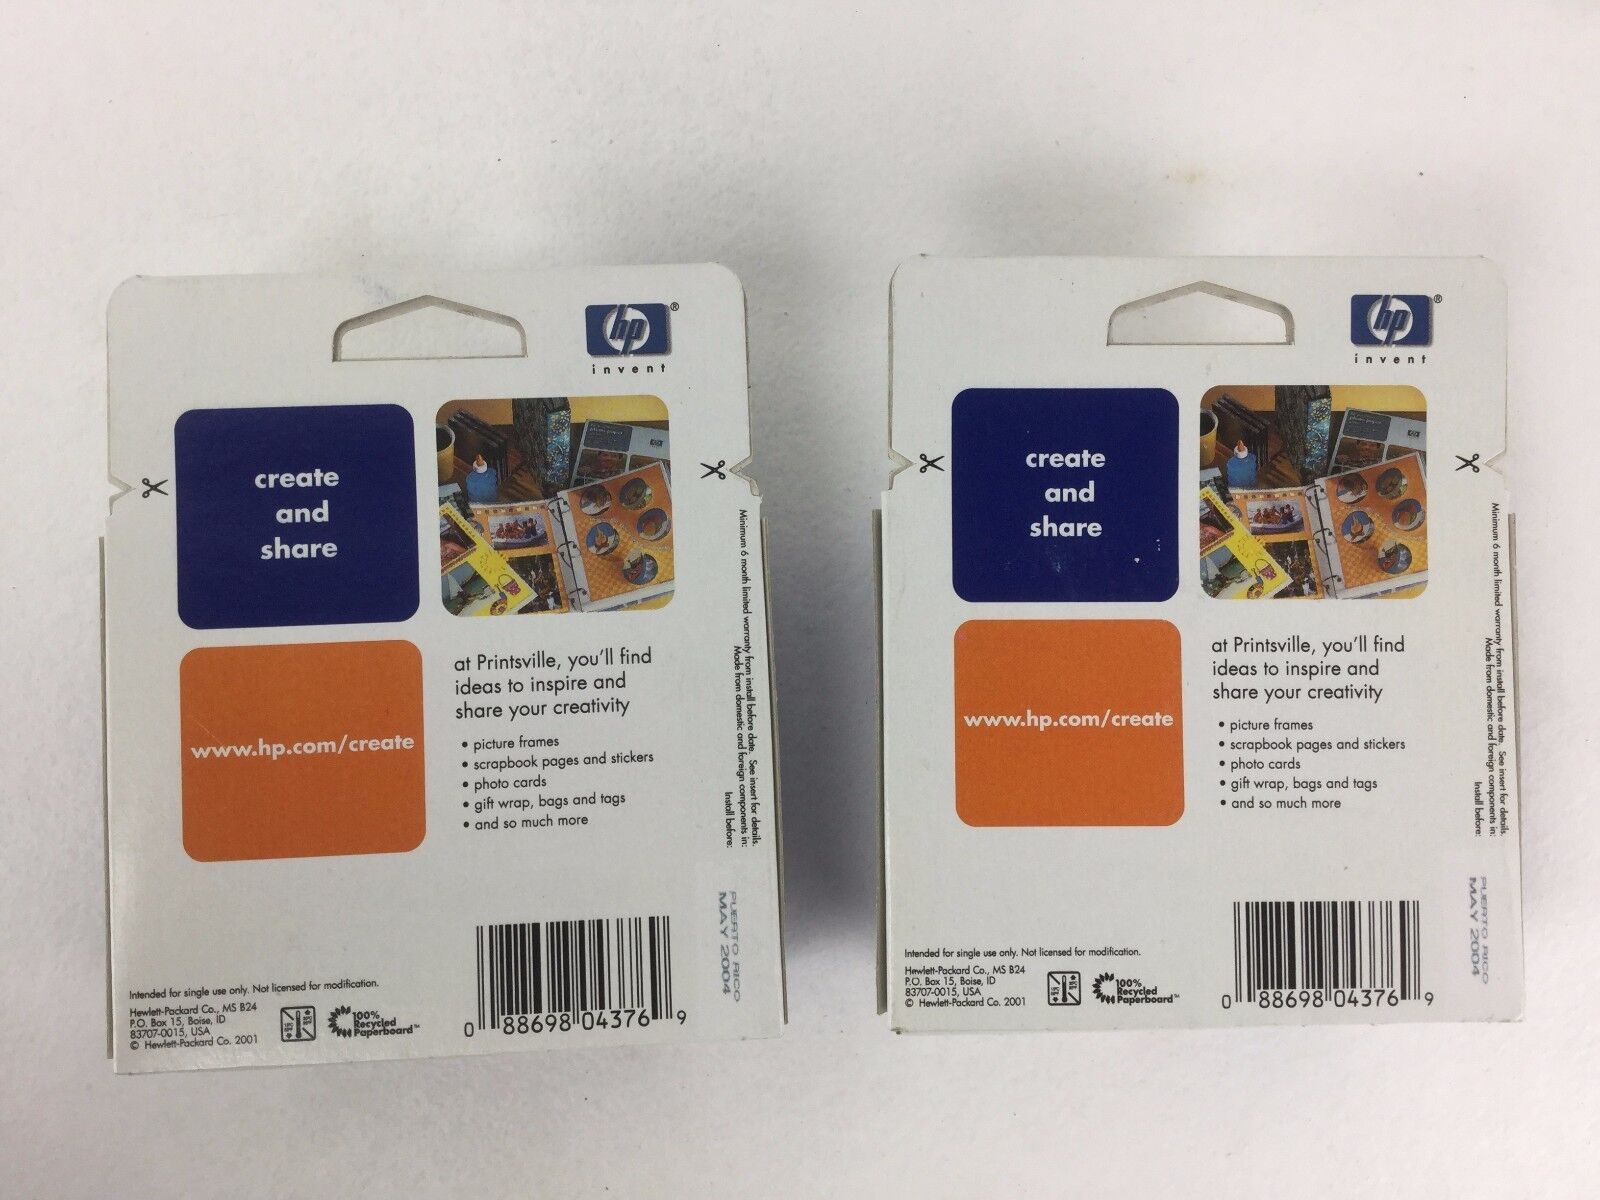 hp®
invent
create
and
share
www.hp.com/create
at Printsville, you'll find
ideas to inspire and
share your creativity
• picture frames
• scrapbook pages and stickers
• photo cards
• gift wrap, bags and tags
• and so much more
Minimum 6 month limited warranty from install before date. See insert for details.
Made from domestic and foreign components in:
Install before:
PUERTO RICO
MAY 2004
Intended for single use only. Not licensed for modification.
Hewlett-Packard Co., MS B24
P.O. Box 15, Boise, ID
83707-0015, USA
© Hewlett-Packard Co. 2001
100%
Recycled
Paperboard™
0 88698 04376 9
hp®
invent
create
and
share
www.hp.com/create
at Printsville, you'll find
ideas to inspire and
share your creativity
• picture frames
• scrapbook pages and stickers
• photo cards
• gift wrap, bags and tags
• and so much more
Minimum 6 month limited warranty from install before date. See insert for details.
Made from domestic and foreign components in:
Install before:
PUERTO RICO
MAY 2004
Intended for single use only. Not licensed for modification.
Hewlett-Packard Co., MS B24
P.O. Box 15, Boise, ID
83707-0015, USA
© Hewlett-Packard Co. 2001
100%
Recycled
Paperboard™
0 88698 04376 9